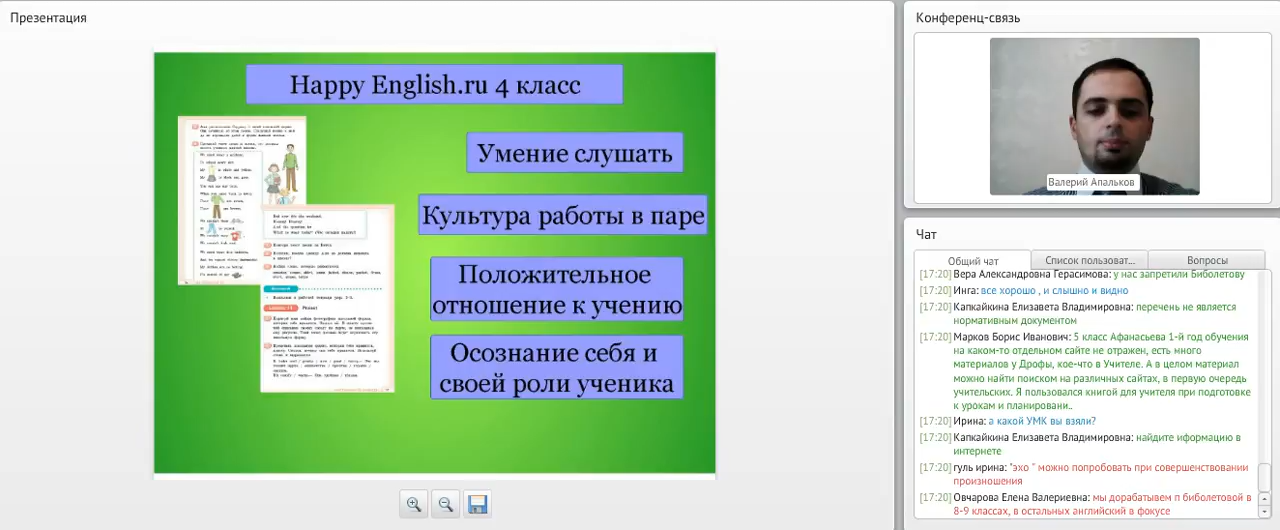 Презентация
Happy English.ru 4 класс
Умение слушать
Культура работы в паре
Положительное
отношение к учению
Осознание себя и
своей роли ученика
Конференц-связь
Валерий Апальков
Чат
Общий чат
Список пользоват...
Вопросы
[17:20] Вера Александровна Герасимова: у нас запретили Биболетову
[17:20] Инга: все хорошо , и слышно и видно
[17:20] Капкайкина Елизавета Владимировна: перечень не является
нормативным документом
[17:20] Марков Борис Иванович: 5 класс Афанасьева 1-й год обучения
на каком-то отдельном сайте не отражен, есть много
материалов у Дрофы, кое-что в Учителе. А в целом материал
можно найти поиском на различных сайтах, в первую очередь
учительских. Я пользовался книгой для учителя при подготовке
к урокам и планировани..
[17:20] Ирина: а какой УМК вы взяли?
[17:20] Капкайкина Елизавета Владимировна: найдите иформацию в
интернете
[17:20] гуль ирина: "эхо " можно попробовать при совершенствовании
произношения
[17:20] Овчарова Елена Валериевна: мы дорабатывем п биболетовой в
8-9 классах, в остальных английский в фокусе